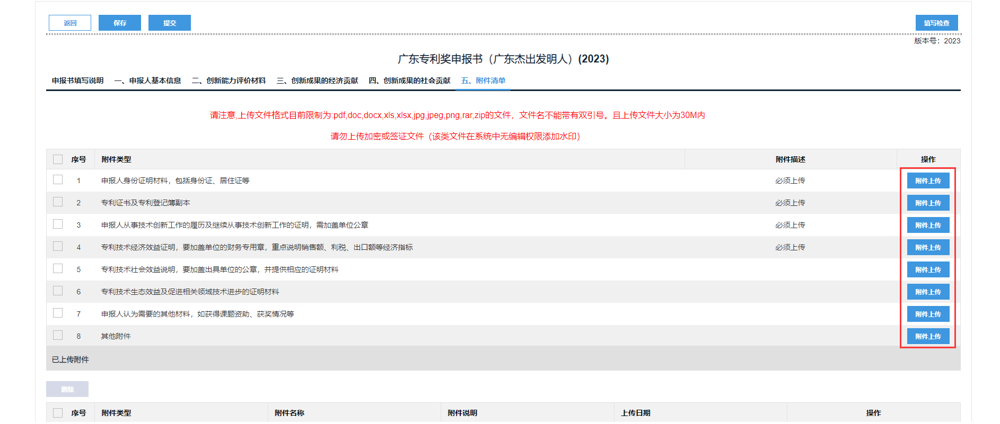 返回 保存 提交 填写检查
版本号：2023
广东专利奖申报书（广东杰出发明人）(2023)
申报书填写说明 一、申报人基本信息 二、创新能力评价材料 三、创新成果的经济贡献 四、创新成果的社会贡献 五、附件清单
请注意,上传文件格式目前限制为:pdf,doc,docx,xls,xlsx,jpg,jpeg,png,rar,zip的文件，文件名不能带有双引号。且上传文件大小为30M内
请勿上传加密或签证文件（该类文件在系统中无编辑权限添加水印）
序号 附件类型 附件描述 操作
1 申报人身份证明材料，包括身份证、居住证等 必须上传 附件上传
2 专利证书及专利登记簿副本 必须上传 附件上传
3 申报人从事技术创新工作的履历及继续从事技术创新工作的证明，需加盖单位公章 必须上传 附件上传
4 专利技术经济效益证明，要加盖单位的财务专用章，重点说明销售额、利税、出口额等经济指标 必须上传 附件上传
5 专利技术社会效益说明，要加盖出具单位的公章，并提供相应的证明材料 附件上传
6 专利技术生态效益及促进相关领域技术进步的证明材料 附件上传
7 申报人认为需要的其他材料，如获得课题资助、获奖情况等 附件上传
8 其他附件 附件上传
已上传附件
删除
序号 附件类型 附件名称 附件说明 上传日期 操作